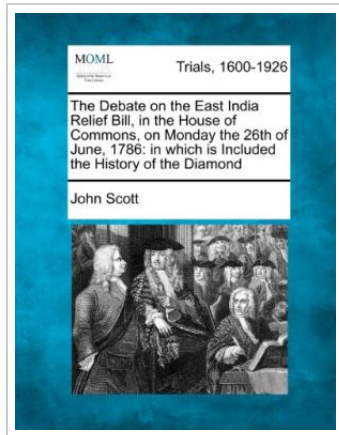 MOML
Trials, 1600-1926
The Debate on the East India
Relief Bill, in the House of
Commons, on Monday the 26th of
June, 1786: in which is Included
the History of the Diamond
John Scott